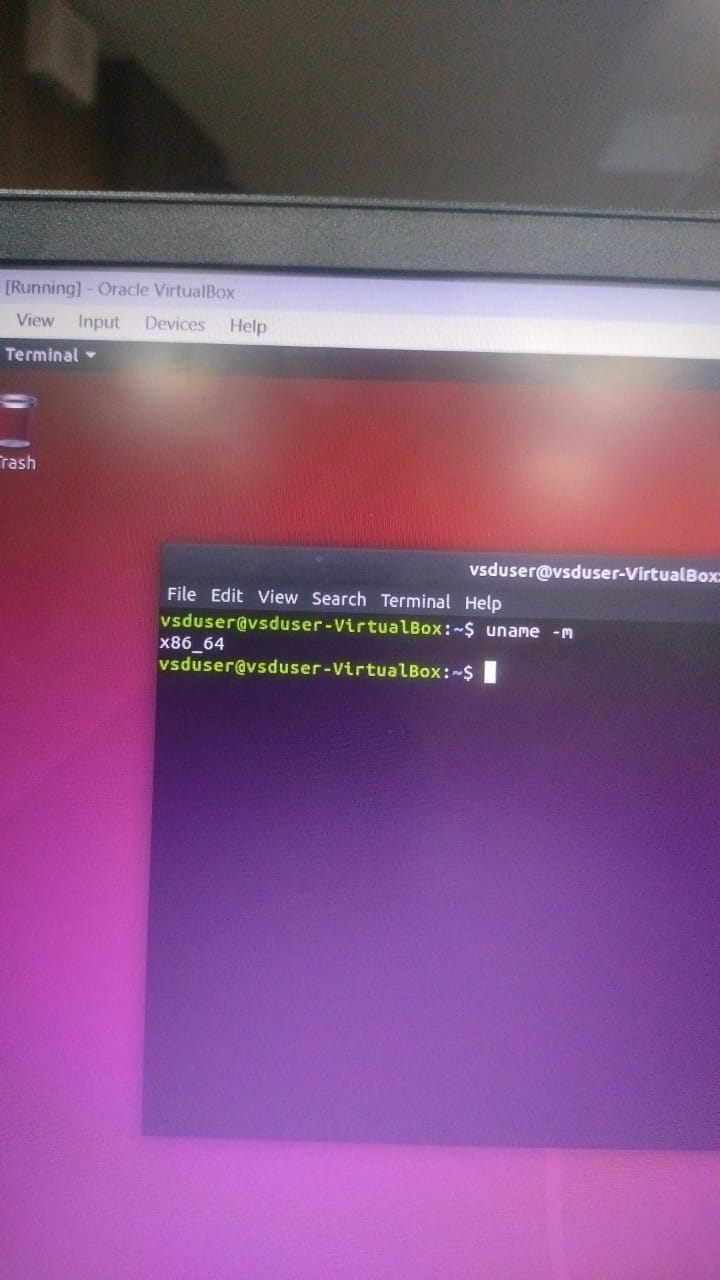 [Running] - Oracle VirtualBox
View Input Devices Help
Terminal
Trash
vsduser@vsduser-VirtualBox:
File Edit View Search Terminal Help
vsduser@vsduser-VirtualBox:~$ uname -m
x86_64
vsduser@vsduser-VirtualBox:~$